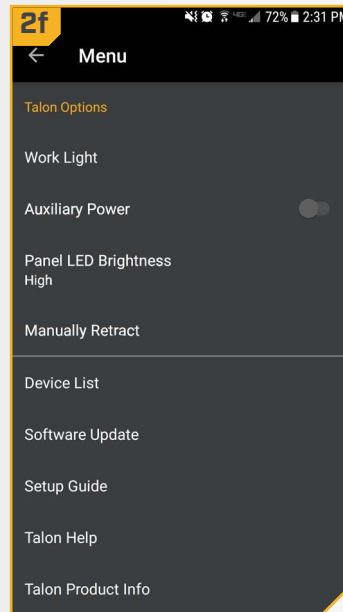 2f
72% 2:31 PM
Menu
Talon Options
Work Light
Auxiliary Power
Panel LED Brightness
High
Manually Retract
Device List
Software Update
Setup Guide
Talon Help
Talon Product Info